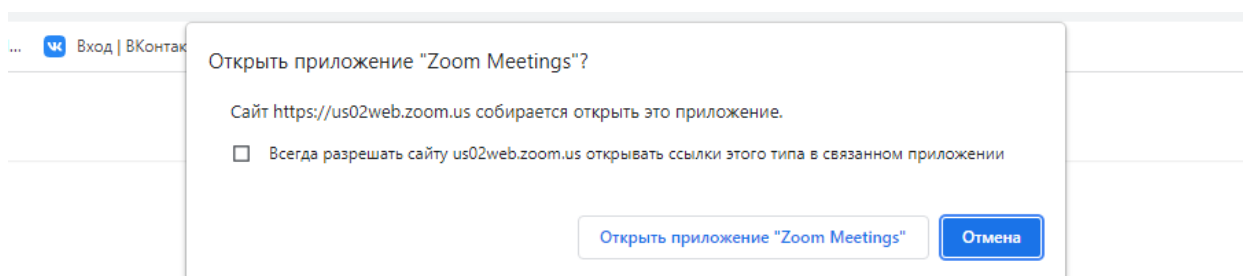 ... Вход | ВКонтак
Открыть приложение "Zoom Meetings"?
Сайт https://us02web.zoom.us собирается открыть это приложение.
Всегда разрешать сайту us02web.zoom.us открывать ссылки этого типа в связанном приложении
Открыть приложение "Zoom Meetings" Отмена